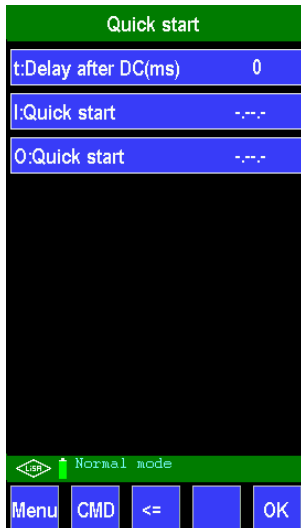 Quick start
t:Delay after DC(ms) 0
I:Quick start -.--.-
O:Quick start -.--.-
LiSA Normal mode
Menu CMD <= OK